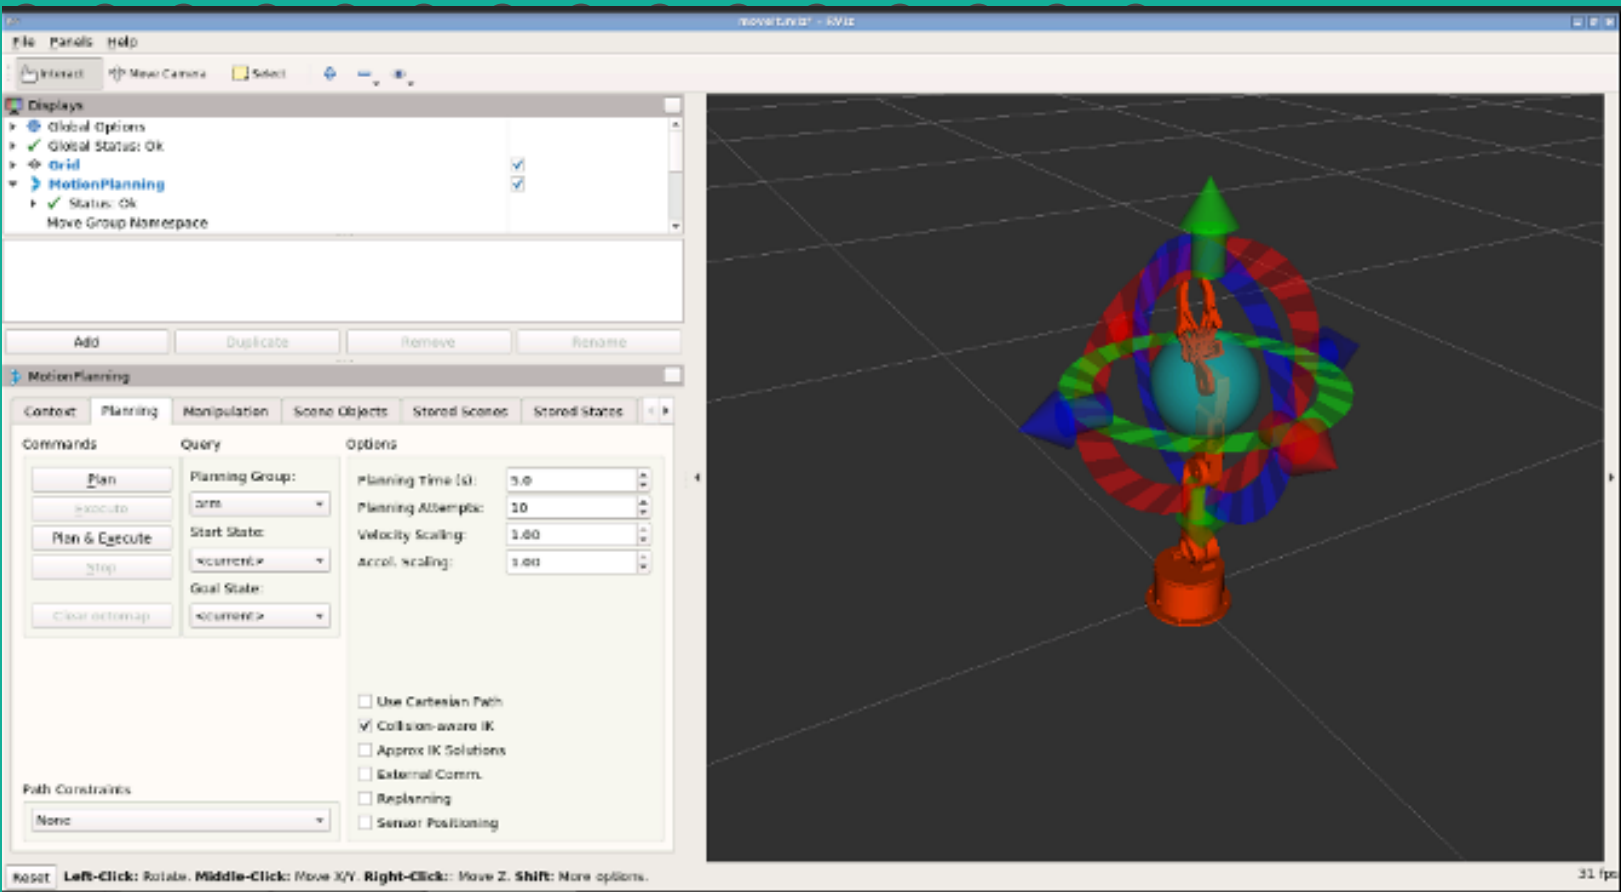 moveit.rviz* - RViz
File Panels Help
Interact Move Camera Select
Displays
Global Options
Global Status: Ok
Grid
MotionPlanning
Status: Ok
Move Group Namespace
Add Duplicate Remove Rename
MotionPlanning
Context Planning Manipulation Scene Objects Stored Scenes Stored States
Commands Query Options
Plan Planning Group: Planning Time (s): 5.0
Execute arm Planning Attempts: 10
Plan & Execute Start State: Velocity Scaling: 1.00
Stop <current> Accel. Scaling: 1.00
Goal State:
Clear octomap <current>
Use Cartesian Path
Collision-aware IK
Approx IK Solutions
External Comm.
Path Constraints Replanning
None Sensor Positioning
Reset Left-Click: Rotate. Middle-Click: Move X/Y. Right-Click:: Move Z. Shift: More options. 31 fps